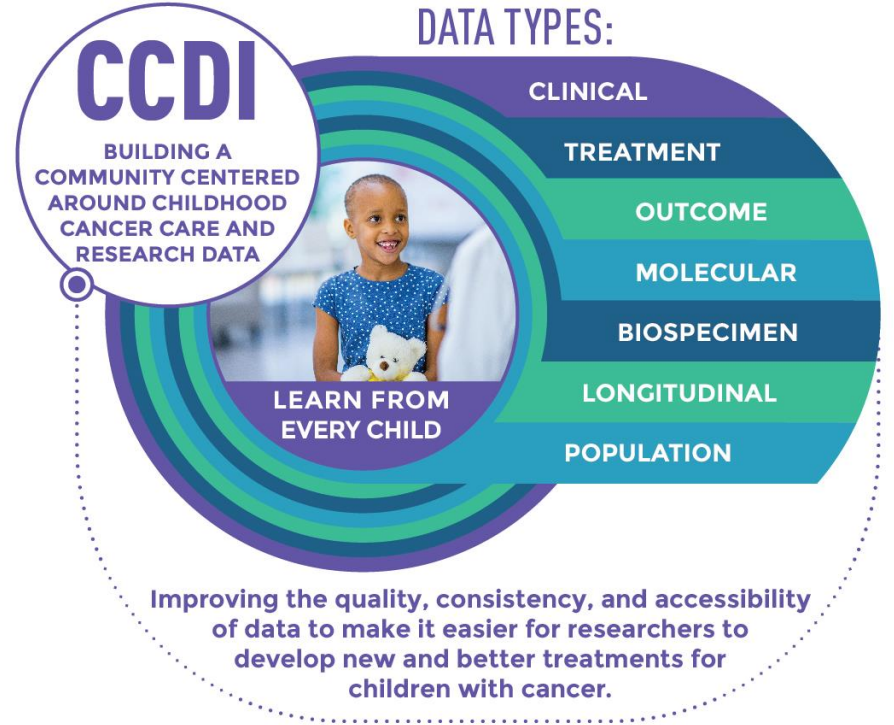 CCDI
BUILDING A
COMMUNITY CENTERED
AROUND CHILDHOOD
CANCER CARE AND
RESEARCH DATA
DATA TYPES:
CLINICAL
TREATMENT
OUTCOME
MOLECULAR
BIOSPECIMEN
LONGITUDINAL
POPULATION
LEARN FROM
EVERY CHILD
Improving the quality, consistency, and accessibility
of data to make it easier for researchers to
develop new and better treatments for
children with cancer.